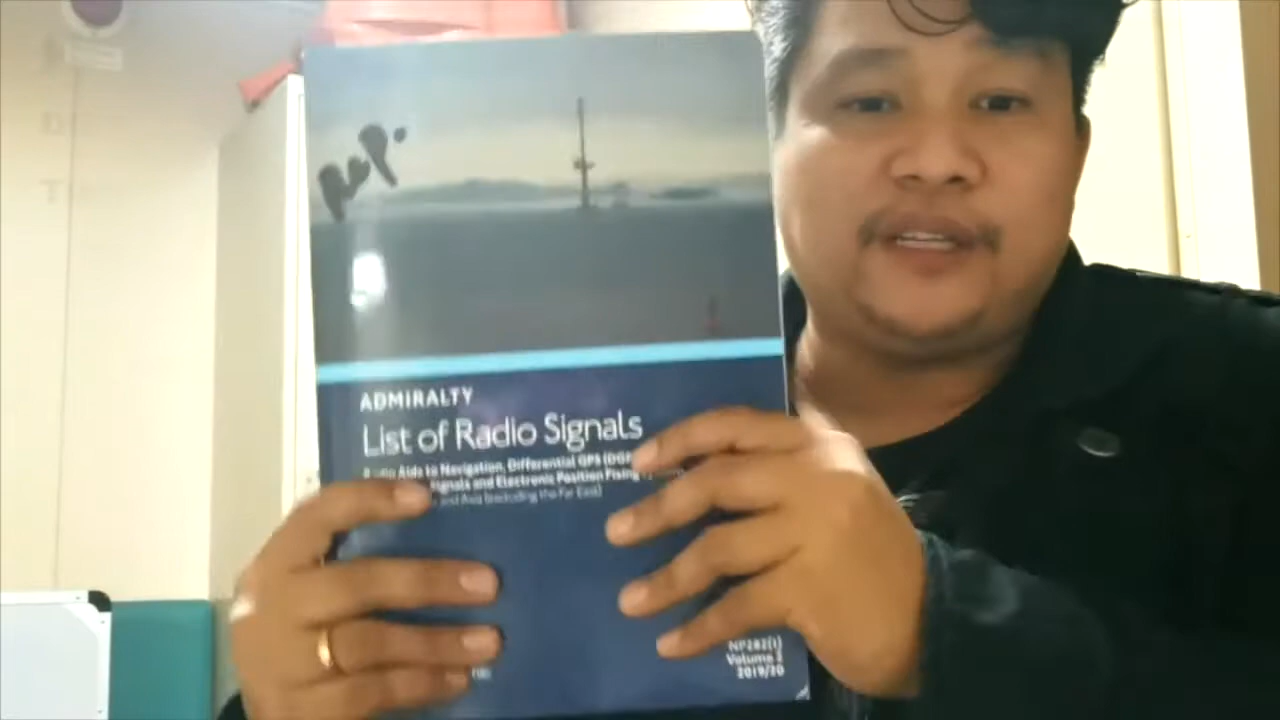 ADMIRALTY
List of Radio Signals
Radio Aids to Navigation, Differential GPS
Signals and Electronic Position Fixing
and Asia (excluding the Far East)
NP282(1)
Volume 2
2019/20